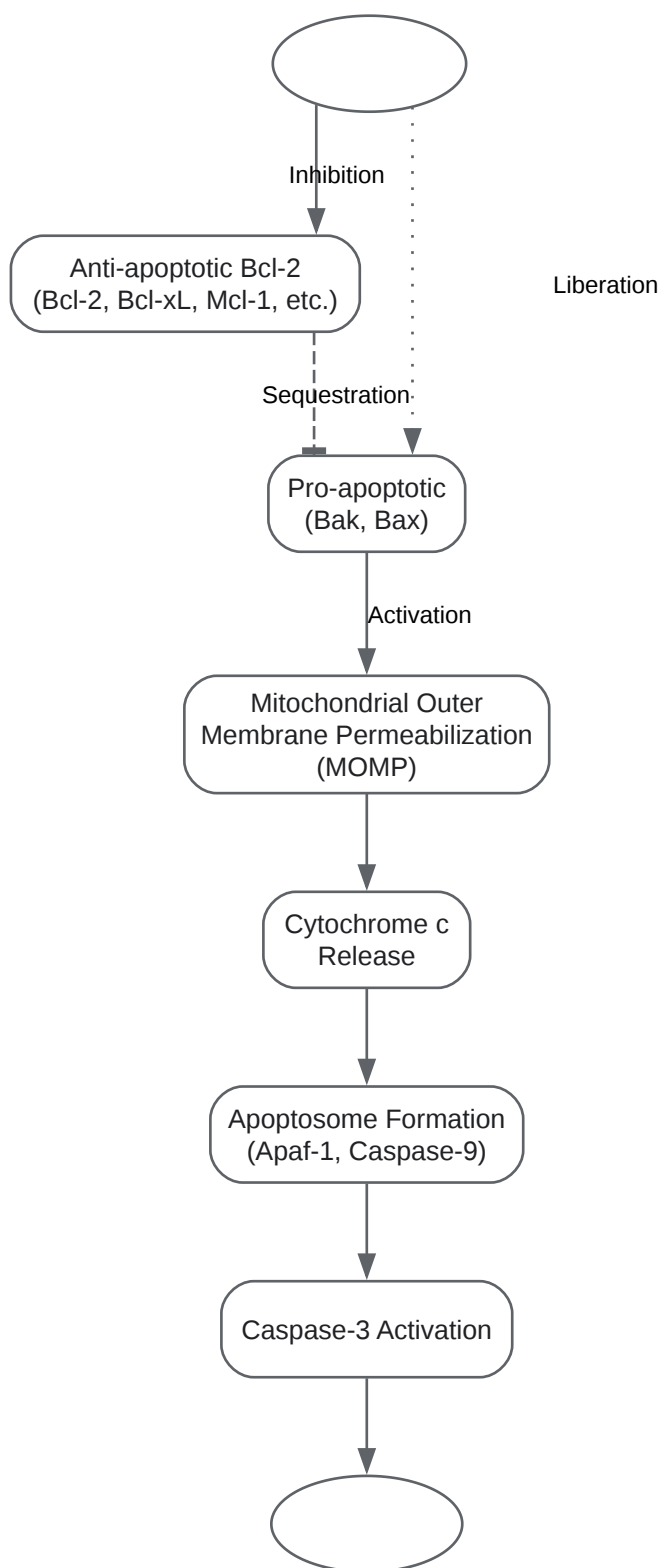 Inhibition
Anti-apoptotic Bcl-2
(Bcl-2, Bcl-xL, Mcl-1, etc.)
Liberation
Sequestration
Pro-apoptotic
(Bak, Bax)
Activation
Mitochondrial Outer
Membrane Permeabilization
(MOMP)
Cytochrome c
Release
Apoptosome Formation
(Apaf-1, Caspase-9)
Caspase-3 Activation